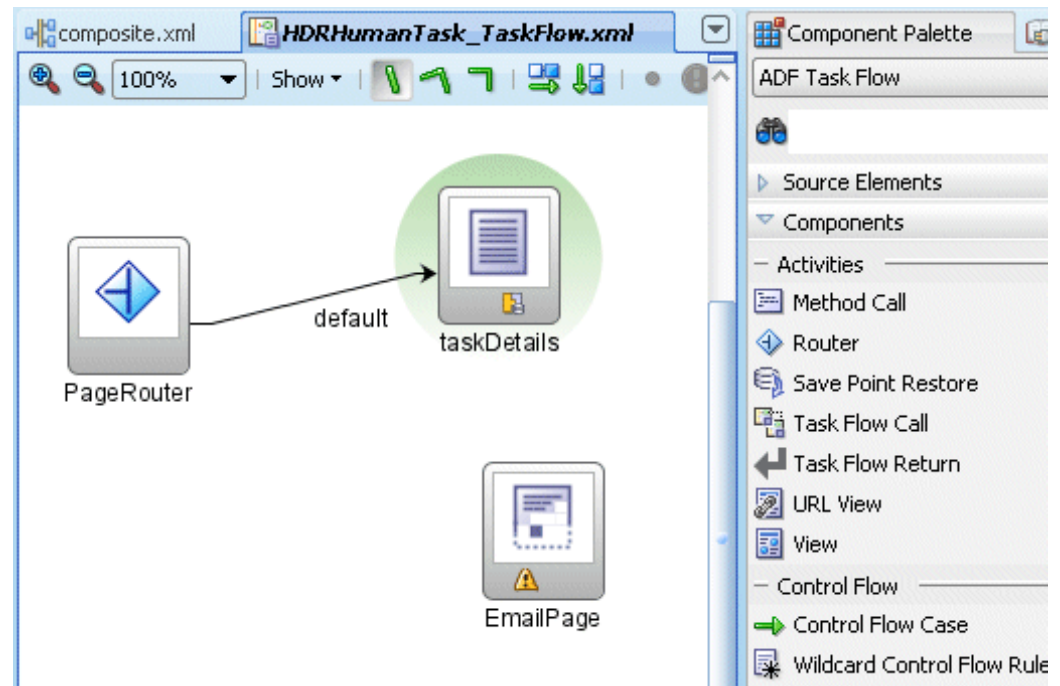 composite.xml
HDRHumanTask_TaskFlow.xml
Component Palette
100%
Show
ADF Task Flow
Source Elements
Components
Activities
Method Call
Router
Save Point Restore
Task Flow Call
Task Flow Return
URL View
View
Control Flow
Control Flow Case
Wildcard Control Flow Rule
default
taskDetails
PageRouter
EmailPage